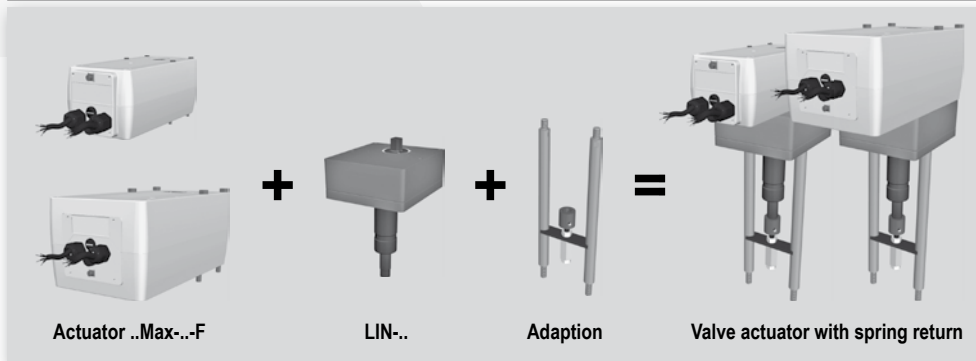 + + =
Actuator ..Max-..-F LIN-.. Adaption Valve actuator with spring return